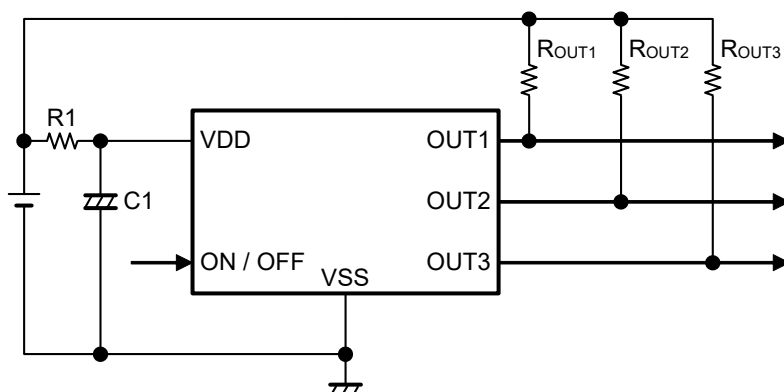 ROUT1 ROUT2 ROUT3
R1
VDD OUT1
C1 OUT2
ON / OFF OUT3
VSS